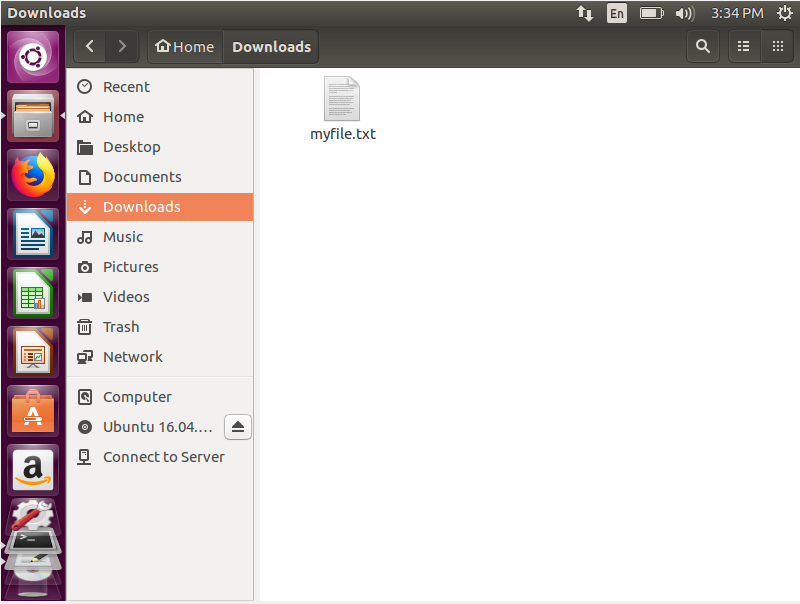 Downloads
En
3:34 PM
Home
Downloads
Recent
Home
Desktop
Documents
Downloads
Music
Pictures
Videos
Trash
Network
Computer
Ubuntu 16.04....
Connect to Server
myfile.txt
A
a
>_